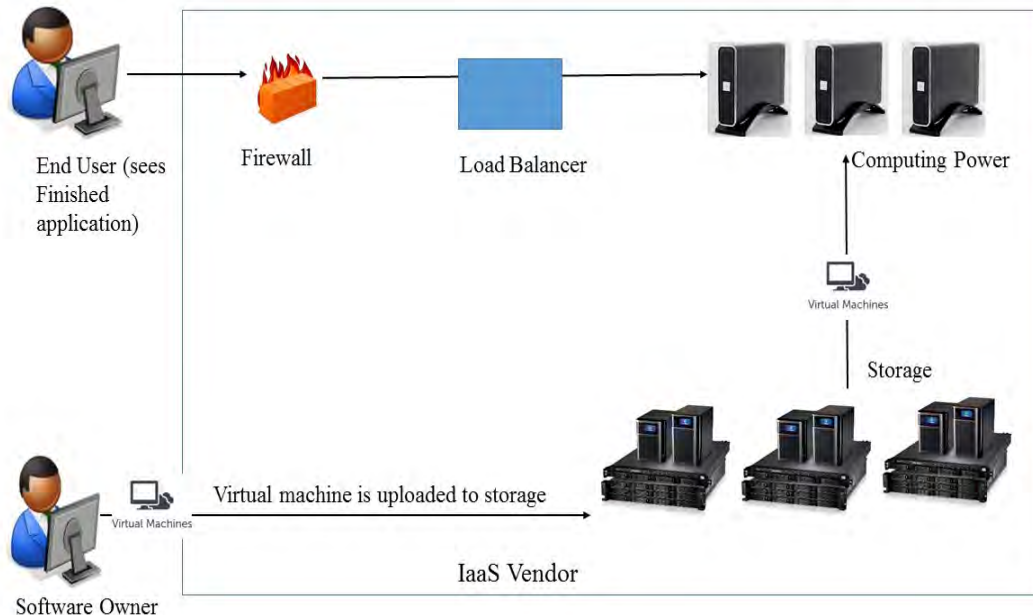 End User (sees
Finished
application)
Firewall
Load Balancer
Computing Power
Virtual Machines
Storage
Virtual Machines
Virtual machine is uploaded to storage
IaaS Vendor
Software Owner